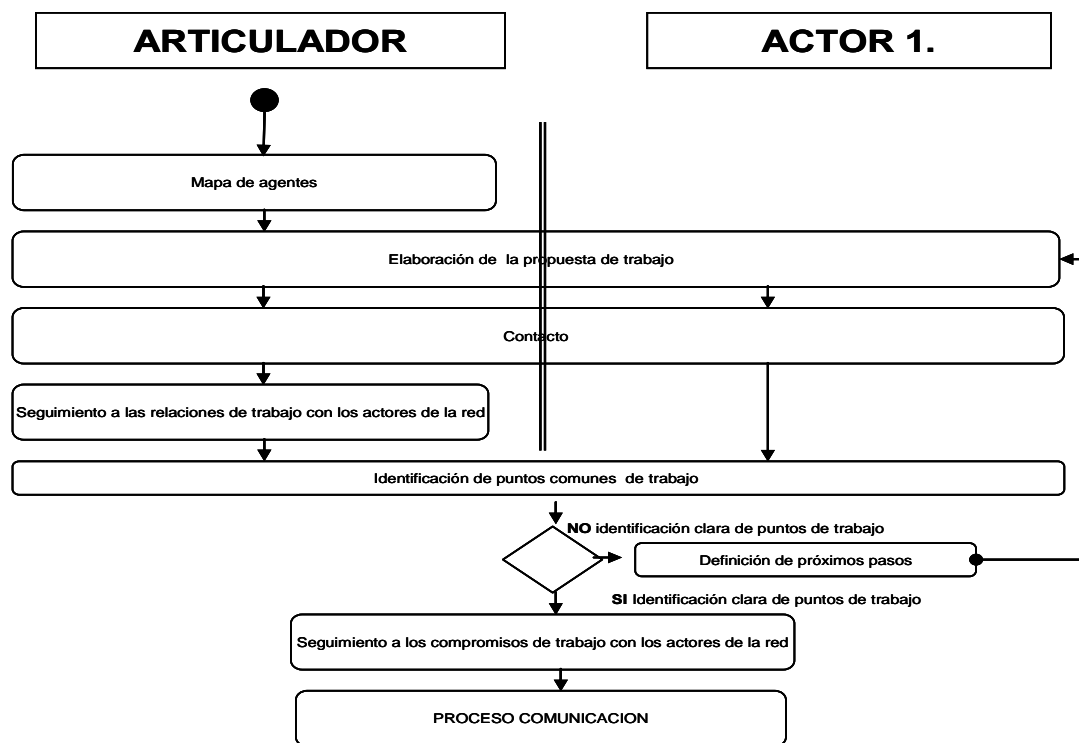 ARTICULADOR
ACTOR 1.
Mapa de agentes
Elaboración de la propuesta de trabajo
Contacto
Seguimiento a las relaciones de trabajo con los actores de la red
Identificación de puntos comunes de trabajo
NO identificación clara de puntos de trabajo
Definición de próximos pasos
SI Identificación clara de puntos de trabajo
Seguimiento a los compromisos de trabajo con los actores de la red
PROCESO COMUNICACION